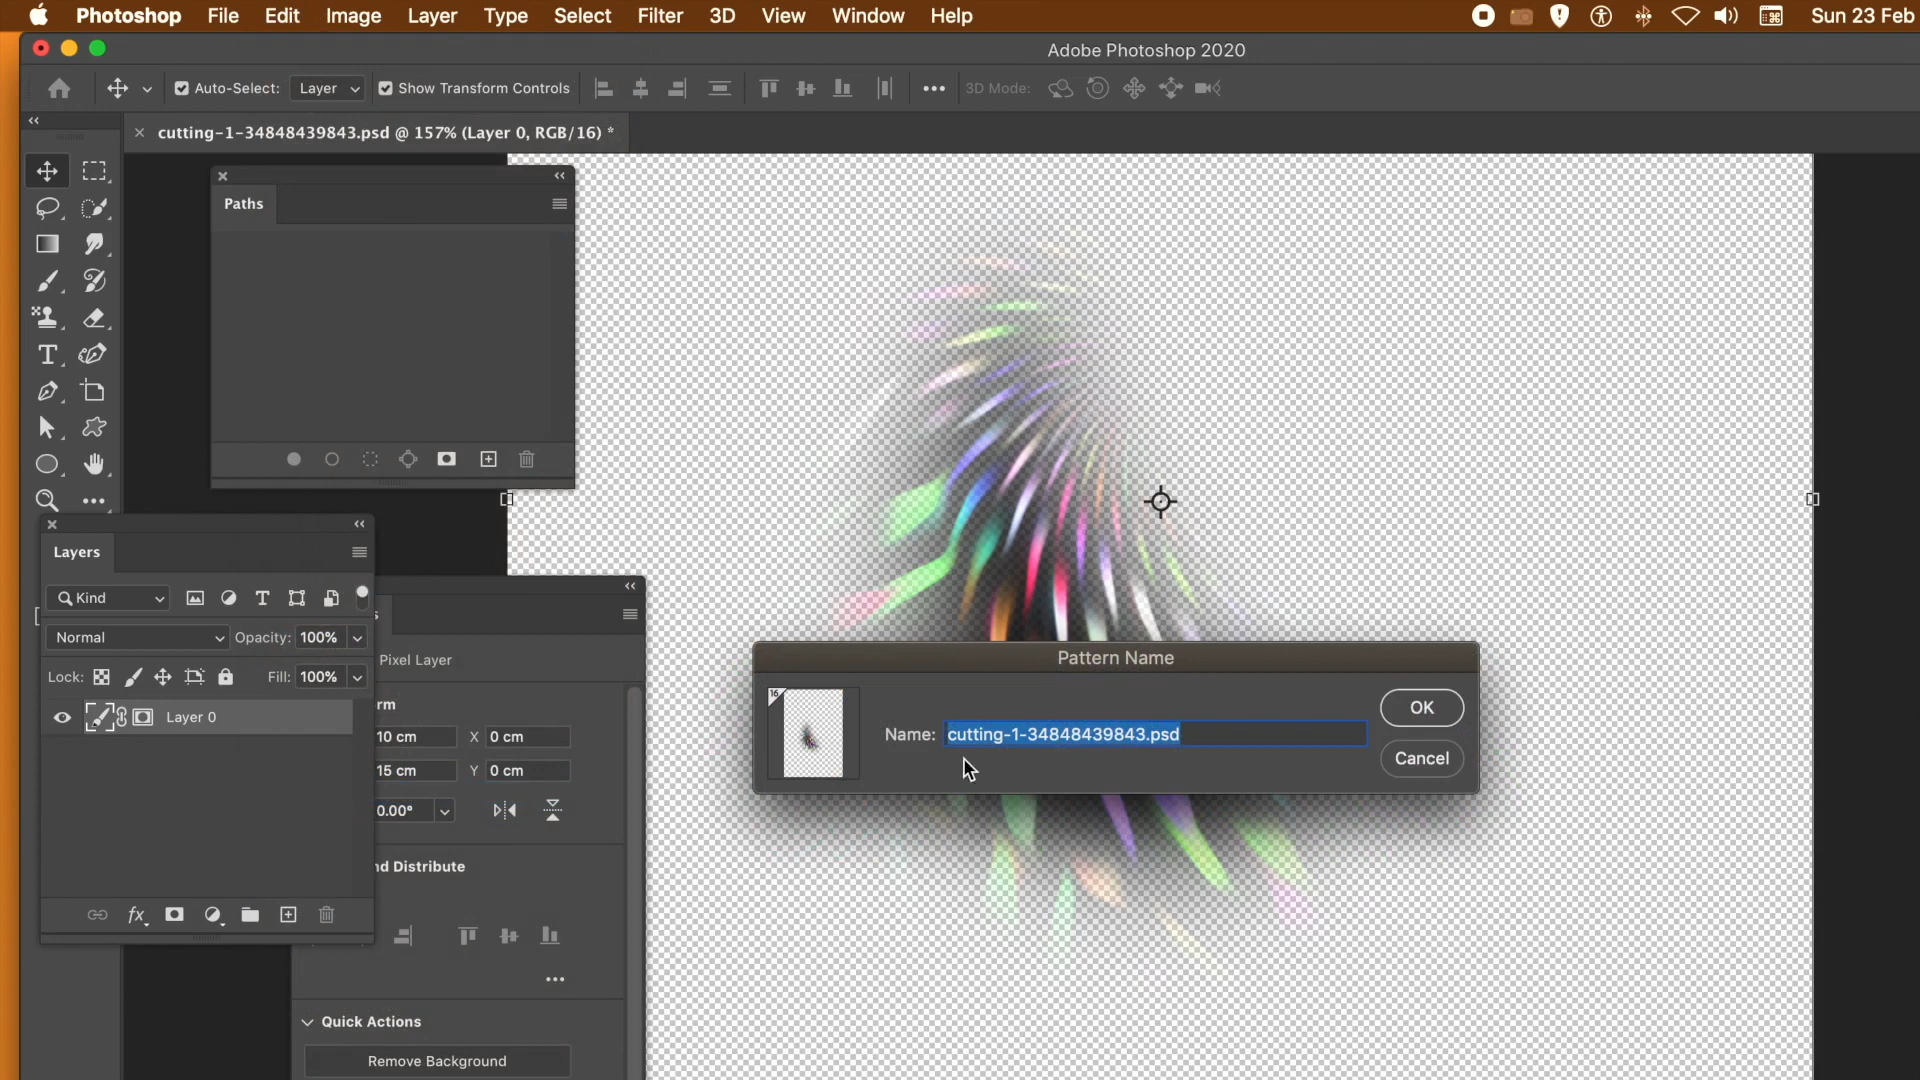 Photoshop File Edit Image Layer Type Select Filter 3D View Window Help Sun 23 Feb
Adobe Photoshop 2020
Auto-Select: Layer Show Transform Controls 3D Mode:
cutting-1-34848439843.psd @ 157% (Layer 0, RGB/16) *
Paths
Layers
Kind
Normal Opacity: 100%
Lock: Fill: 100%
Layer 0
s
Pixel Layer
rm
10 cm X 0 cm
15 cm Y 0 cm
0.00°
nd Distribute
Quick Actions
Remove Background
Pattern Name
16
Name: cutting-1-34848439843.psd
OK
Cancel